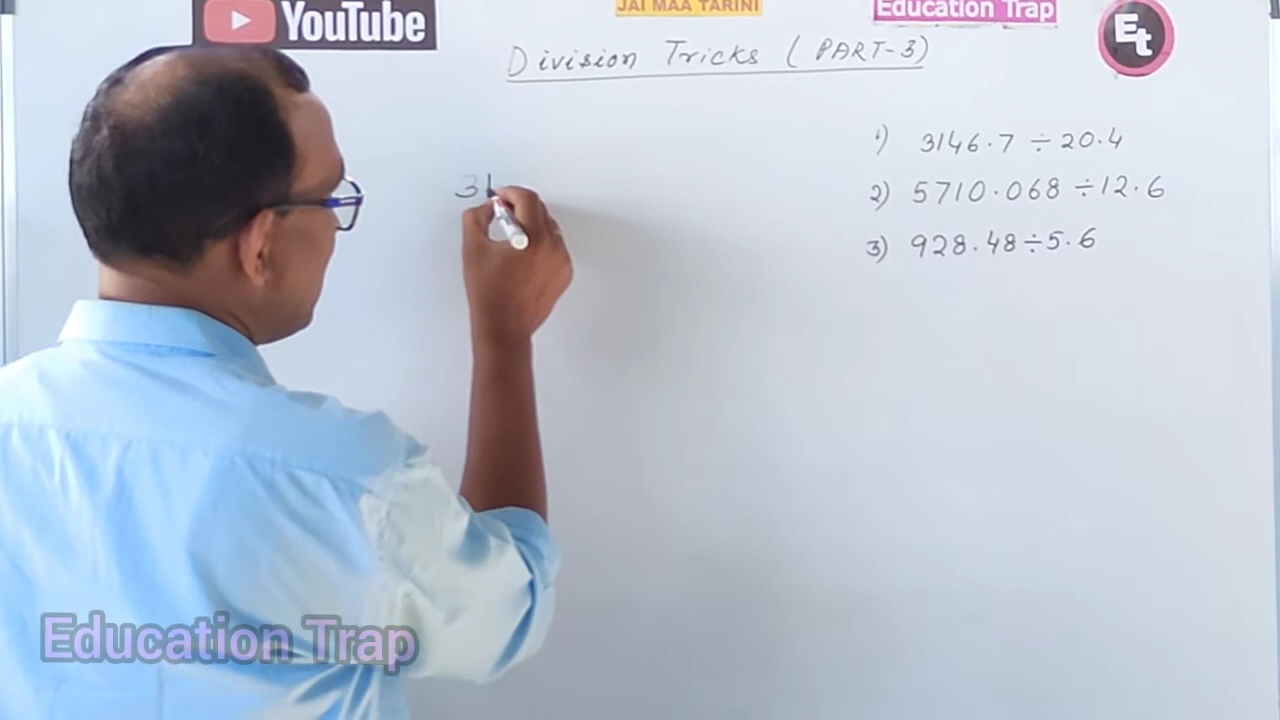 YouTube
JAI MAA TARINI
Education Trap
Et
Division Tricks (PART-3)
1) 3146.7 ÷ 20.4
2) 5710.068 ÷ 12.6
3) 928.48 ÷ 5.6
31
Education Trap